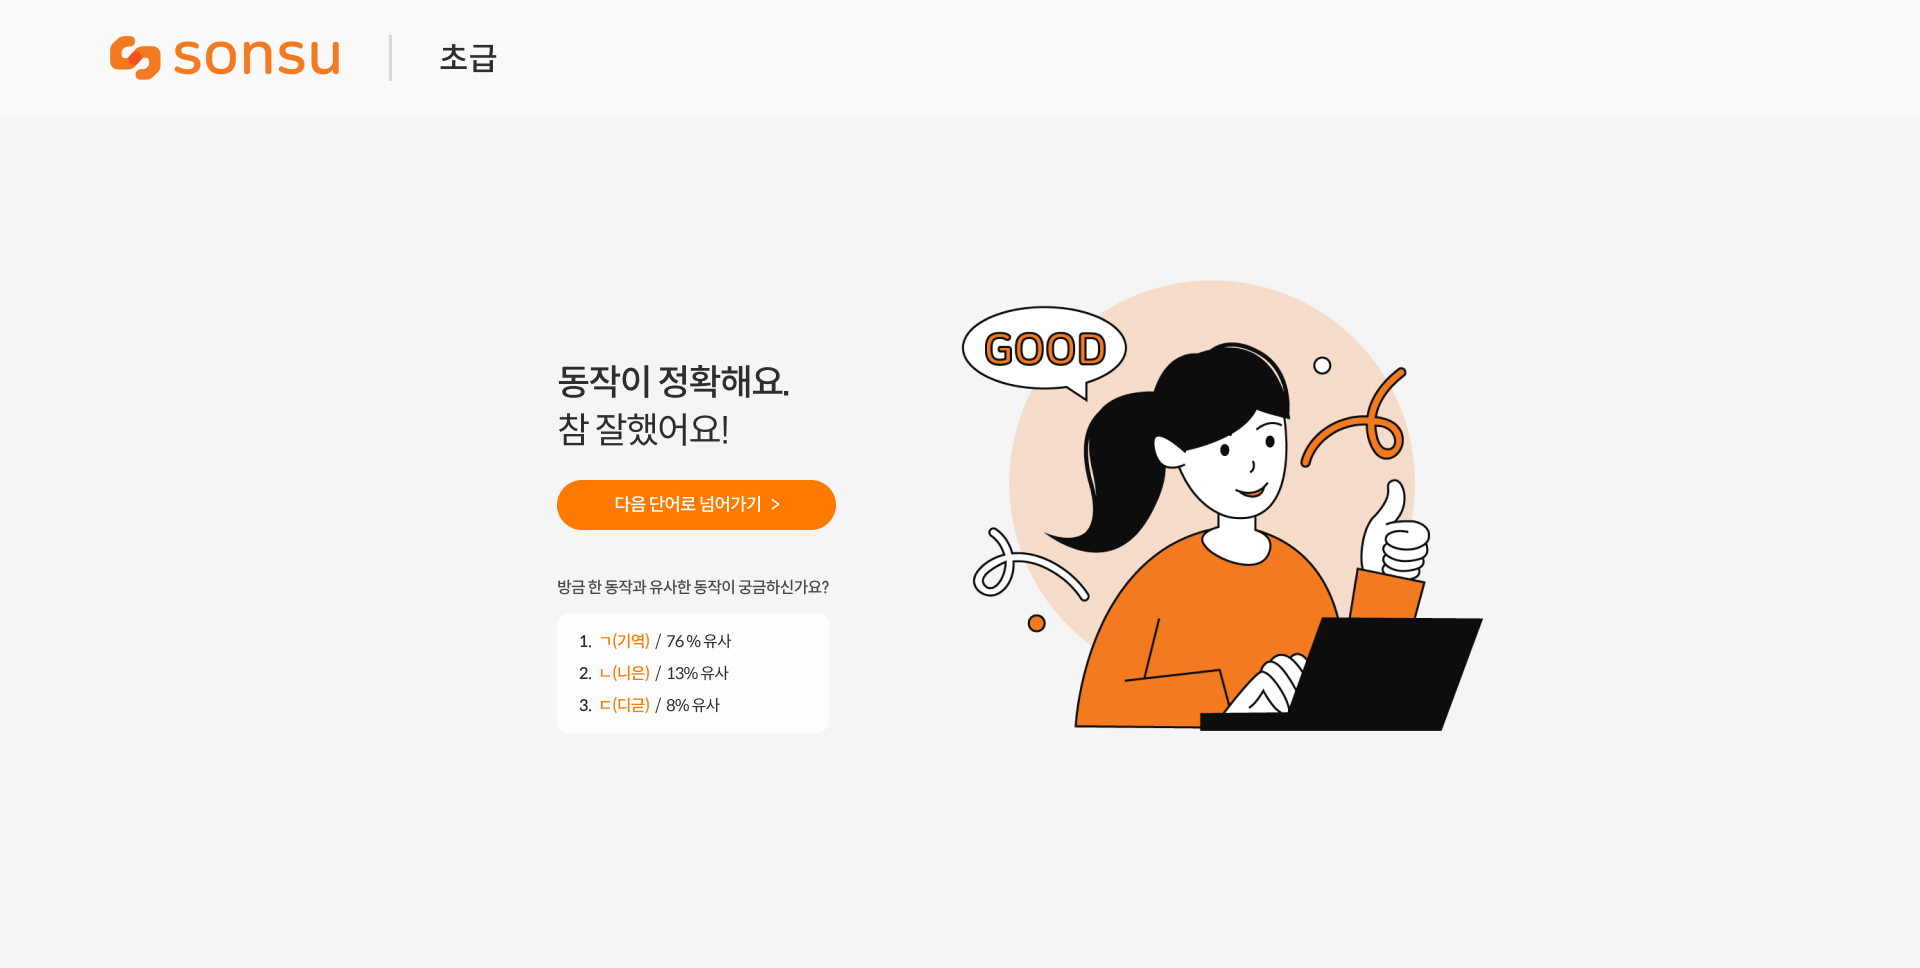 sonsu
초급
GOOD
동작이 정확해요.
참 잘했어요!
다음 단어로 넘어가기 >
방금 한 동작과 유사한 동작이 궁금하신가요?
1. ㄱ(기역) / 76 % 유사
2. ㄴ(니은) / 13% 유사
3. ㄷ(디귿) / 8% 유사